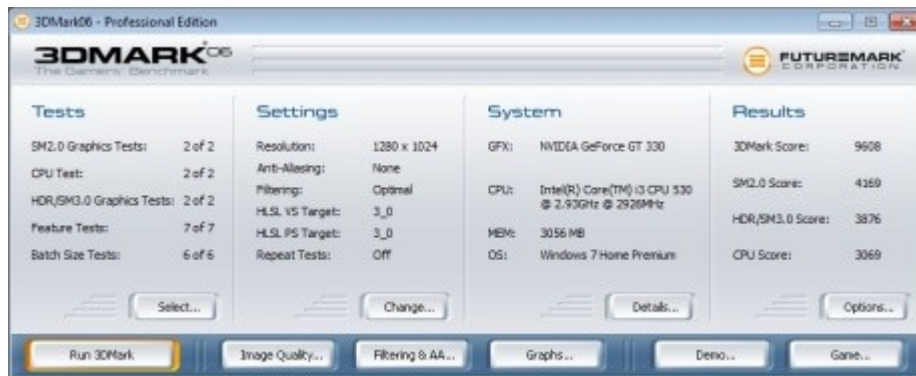 3DMark06 - Professional Edition
3DMARK®06
The Gamers' Benchmark
FUTUREMARK®
CORPORATION
Tests
SM2.0 Graphics Tests: 2 of 2
CPU Test: 2 of 2
HDR/SM3.0 Graphics Tests: 2 of 2
Feature Tests: 7 of 7
Batch Size Tests: 6 of 6
Select...
Settings
Resolution: 1280 x 1024
Anti-Aliasing: None
Filtering: Optimal
HLSL VS Target: 3_0
HLSL PS Target: 3_0
Repeat Tests: Off
Change...
System
GFX: NVIDIA GeForce GT 330
CPU: Intel(R) Core(TM) i3 CPU 530
@ 2.93GHz @ 2926MHz
MEM: 3056 MB
OS: Windows 7 Home Premium
Details...
Results
3DMark Score: 9608
SM2.0 Score: 4169
HDR/SM3.0 Score: 3876
CPU Score: 3069
Options...
Run 3DMark
Image Quality...
Filtering & AA...
Graphs...
Demo...
Game...